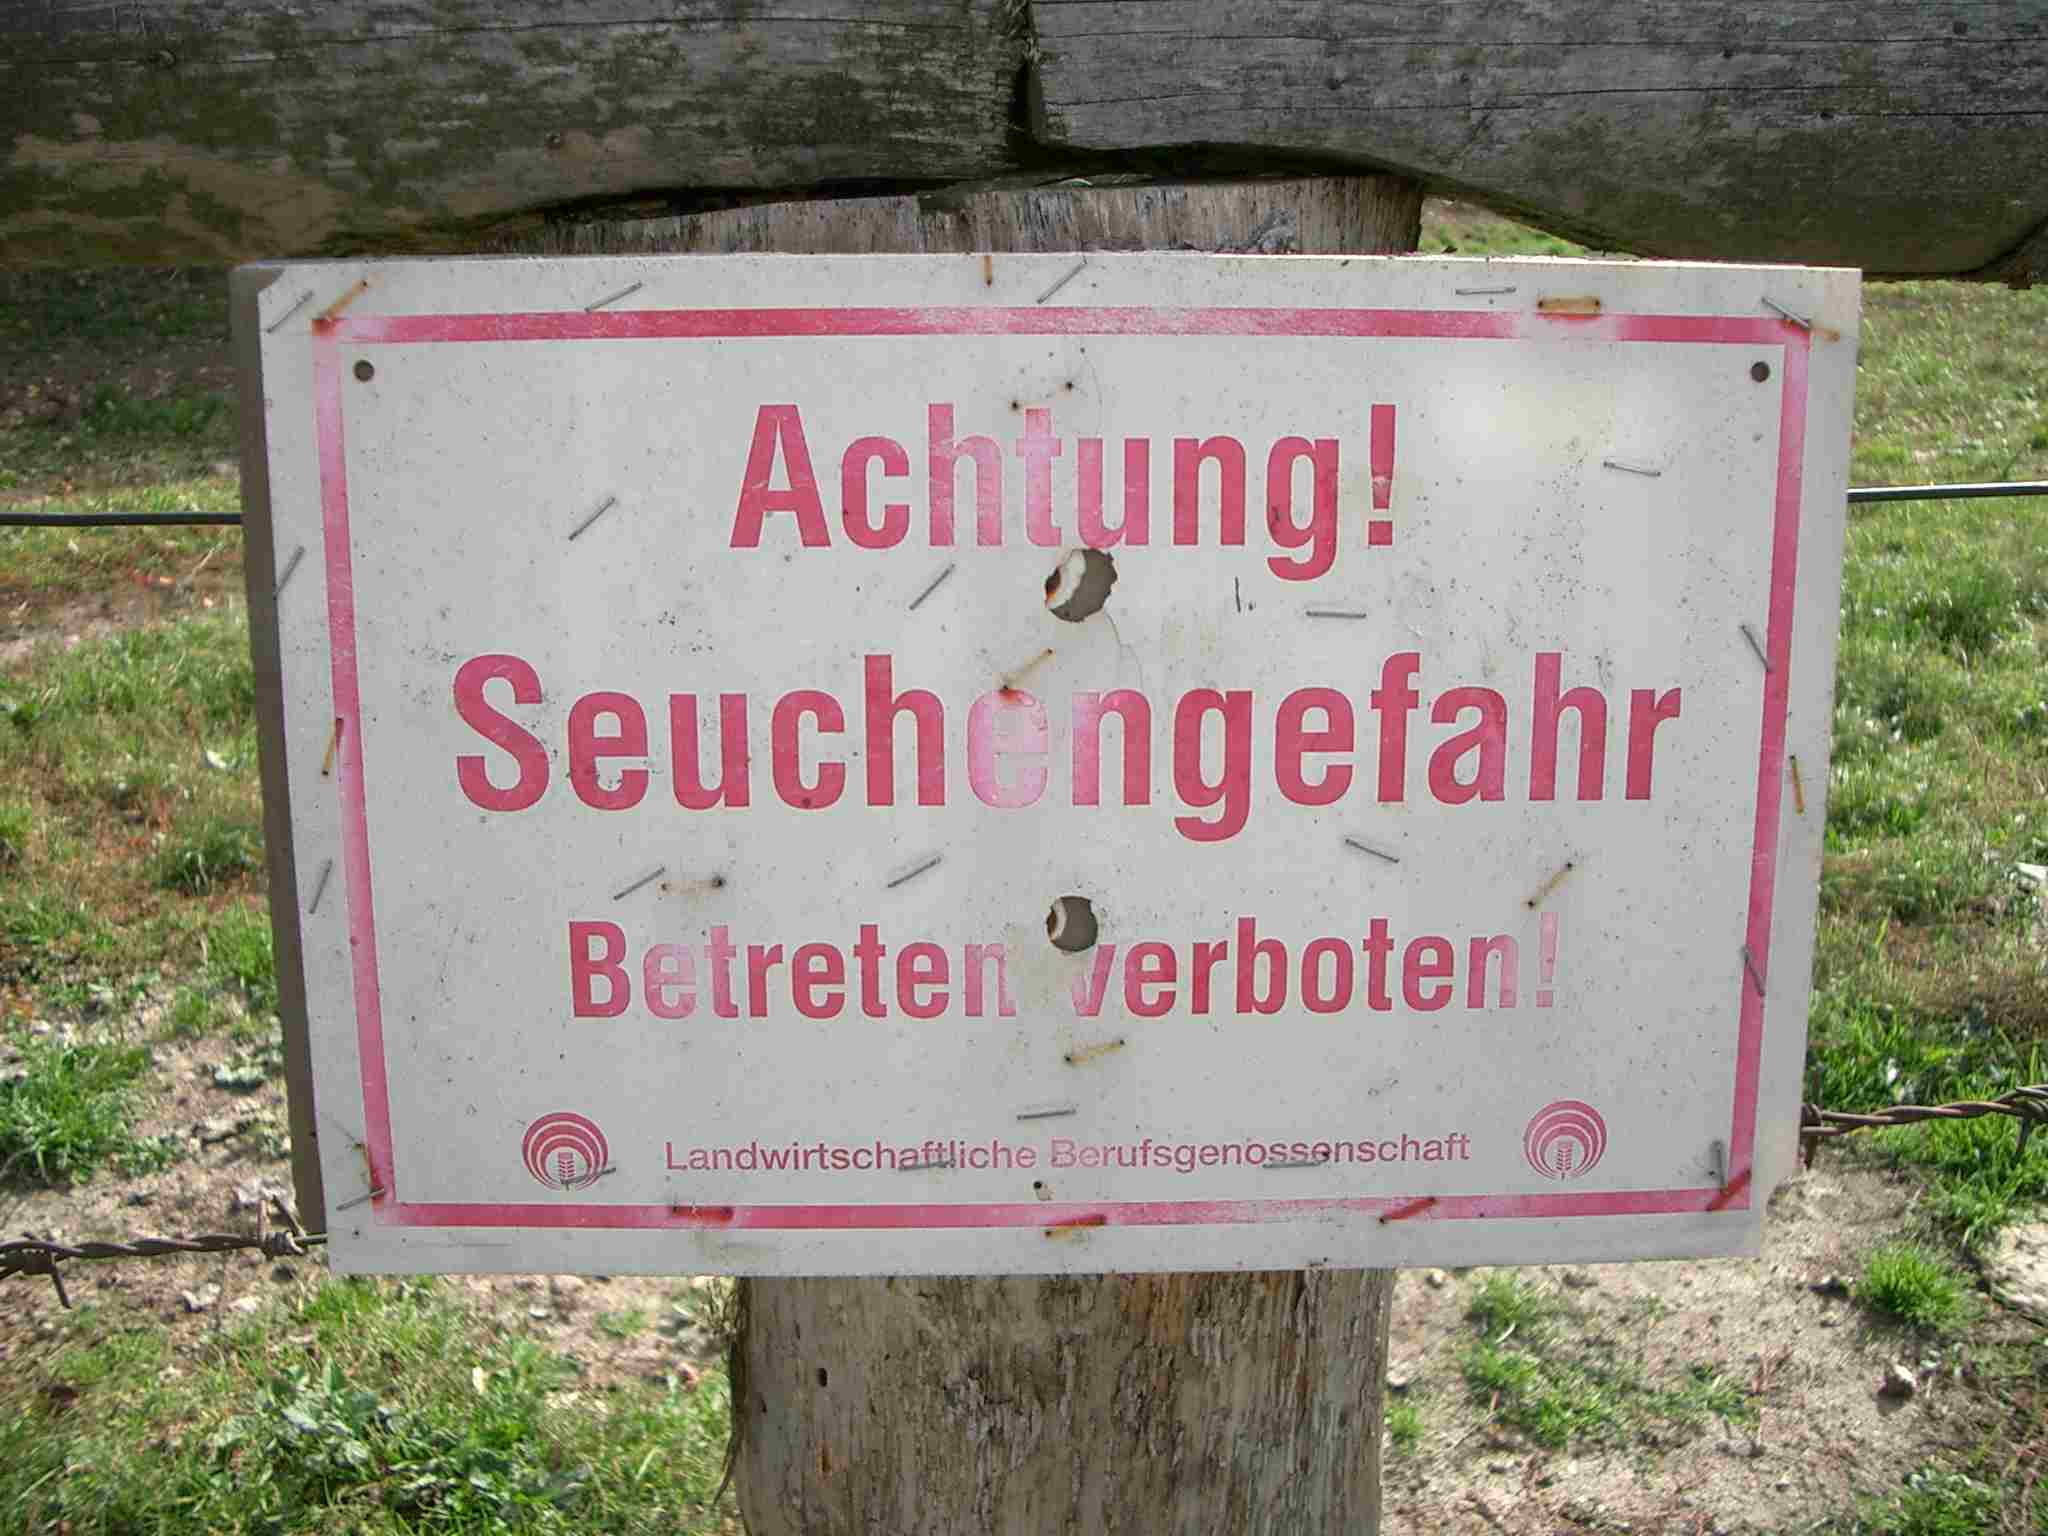 Achtung!
Seuchengefahr
Betreten verboten!
Landwirtschaftliche Berufsgenossenschaft